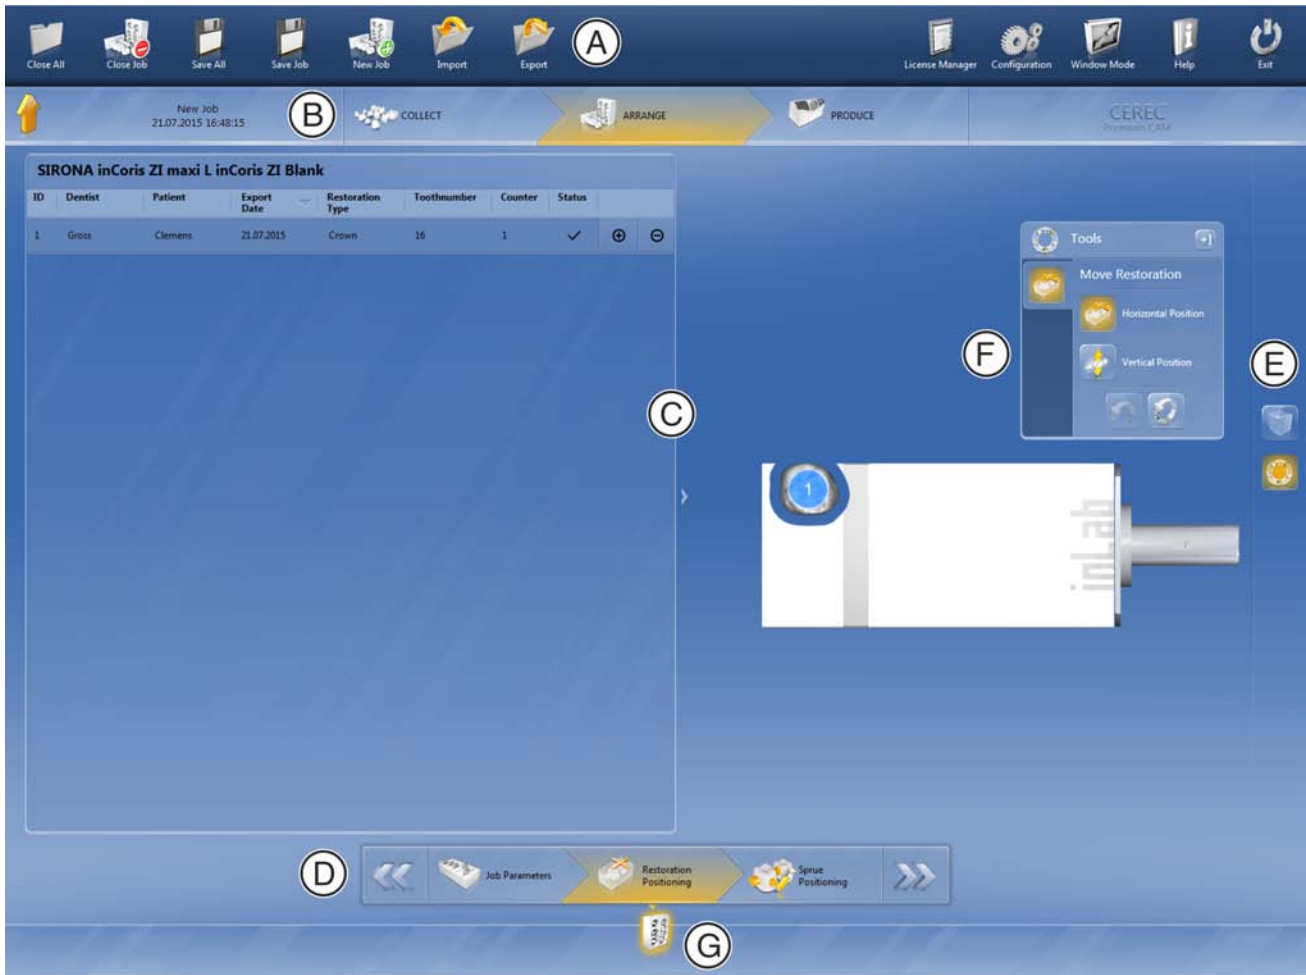 Close All
Close Job
Save All
Save Job
New Job
Import
Export
A
License Manager
Configuration
Window Mode
Help
Exit
New Job
21.07.2015 16:48:15
B
COLLECT
ARRANGE
PRODUCE
CEREC
Premium CAM
SIRONA inCoris ZI maxi L inCoris ZI Blank
ID Dentist Patient Export Date Restoration Type Toothnumber Counter Status
1 Gross Clemens 21.07.2015 Crown 16 1
Tools
Move Restoration
Horizontal Position
F
Vertical Position
E
C
1
inLab
D
Job Parameters
Restoration
Positioning
Sprue
Positioning
G